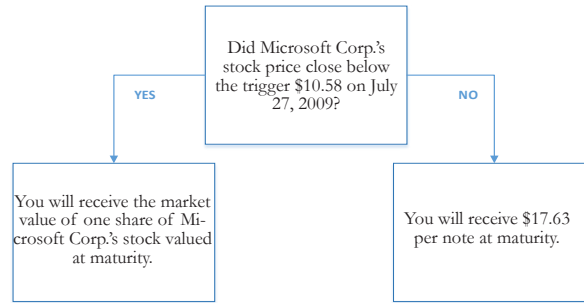 Did Microsoft Corp.'s
stock price close below
the trigger $10.58 on July
27, 2009?
YES
NO
You will receive the market
value of one share of Mi-
crosoft Corp.'s stock valued
at maturity.
You will receive $17.63
per note at maturity.